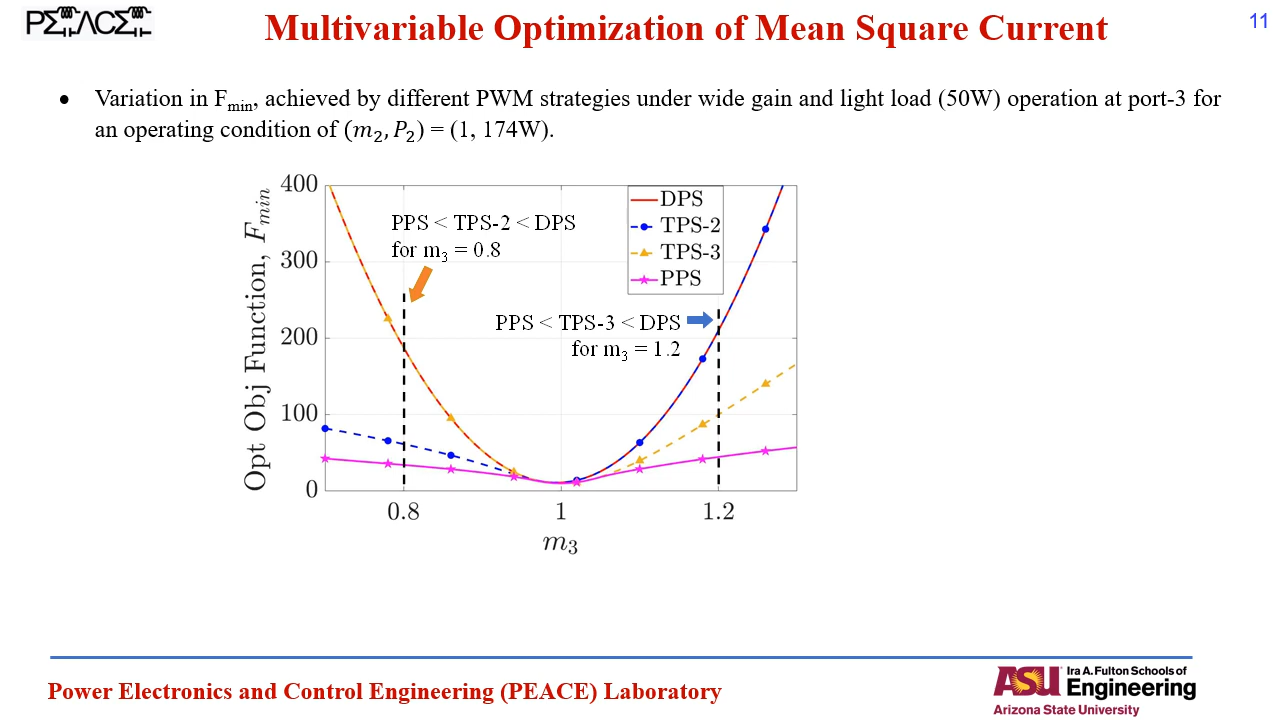 PΣΛCΣ
Multivariable Optimization of Mean Square Current
11
• Variation in Fmin, achieved by different PWM strategies under wide gain and light load (50W) operation at port-3 for
an operating condition of (m₂, P₂) = (1, 174W).
Opt Obj Function, Fmin
400
300
200
100
0
PPS < TPS-2 < DPS
for m₃ = 0.8
DPS
TPS-2
TPS-3
PPS
PPS < TPS-3 < DPS
for m₃ = 1.2
0.8 1 1.2
m₃
Power Electronics and Control Engineering (PEACE) Laboratory
ASU Ira A. Fulton Schools of
Engineering
Arizona State University